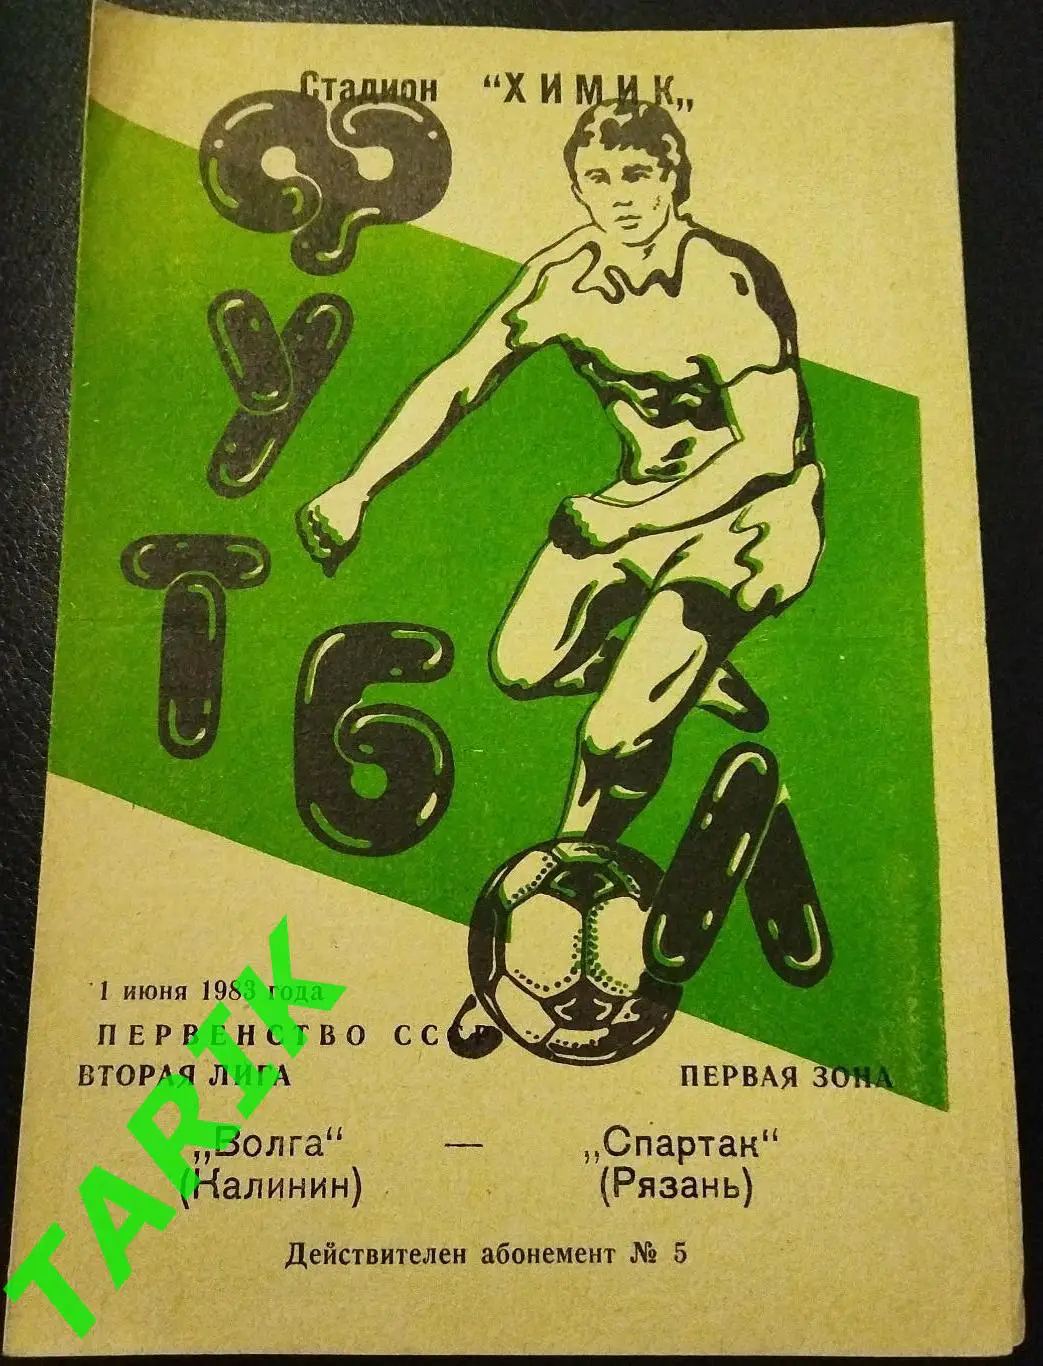 Стадион "ХИМИК„
ФУТБОЛ
1 июня 1983 года
ПЕРВЕНСТВО СССР
ВТОРАЯ ЛИГА ПЕРВАЯ ЗОНА
„Волга“ — „Спартак“
(Калинин) (Рязань)
Действителен абонемент № 5
TARIK